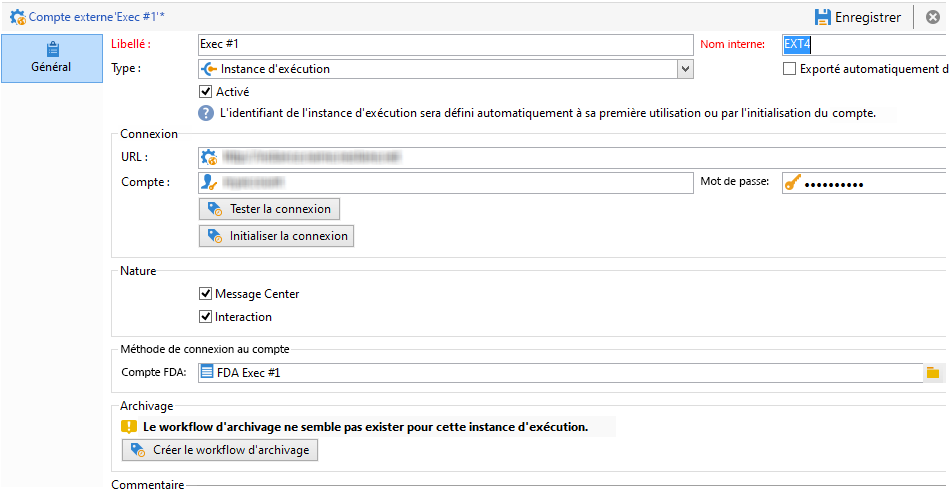 Compte externe'Exec #1'*
Enregistrer
Général
Libellé :
Exec #1
Nom interne:
EXT4
Type :
Instance d'exécution
Exporté automatiquement d
Activé
L'identifiant de l'instance d'exécution sera défini automatiquement à sa première utilisation ou par l'initialisation du compte.
Connexion
URL :
Compte :
Mot de passe:
••••••••••
Tester la connexion
Initialiser la connexion
Nature
Message Center
Interaction
Méthode de connexion au compte
Compte FDA:
FDA Exec #1
Archivage
Le workflow d'archivage ne semble pas exister pour cette instance d'exécution.
Créer le workflow d'archivage
Commentaire